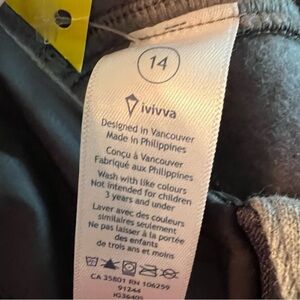 14
ivivva
Designed in Vancouver
Made in Philippines
Conçu à Vancouver
Fabriqué aux Philippines
Wash with like colours
Not intended for children
3 years and under
Laver avec des couleurs
similaires seulement
Ne pas laisser à la portée
des enfants
de trois ans et moins
CA 35801 RN 106259
91244